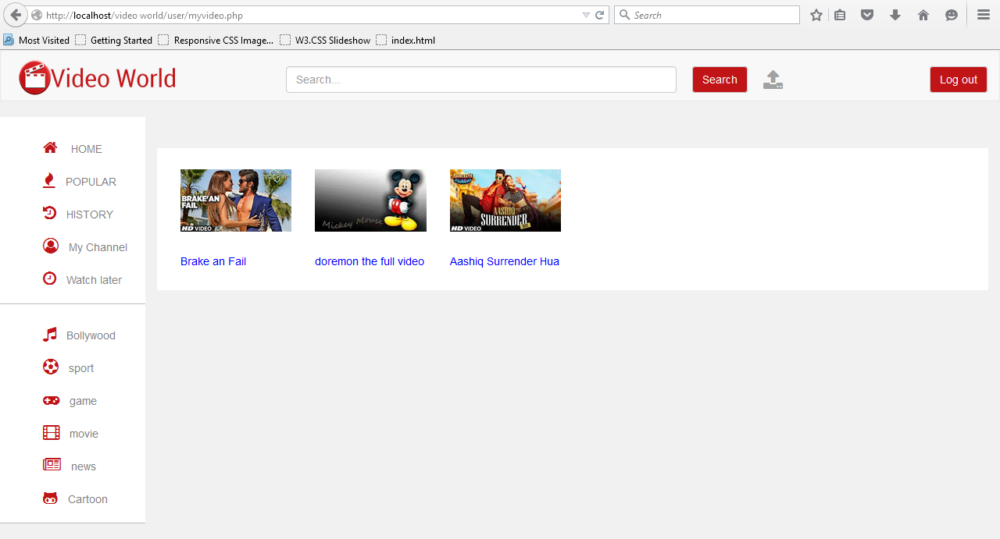 http://localhost/video world/user/myvideo.php
Search
Most Visited
Getting Started
Responsive CSS Image...
W3.CSS Slideshow
index.html
Video World
Search...
Search
Log out
HOME
POPULAR
HISTORY
My Channel
Watch later
Bollywood
sport
game
movie
news
Cartoon
BRAKE'AN
FAIL
HD VIDEO
Mickey Mouse
AASHIQ
SURRENDER
HUA
HD VIDEO
Brake an Fail
doremon the full video
Aashiq Surrender Hua